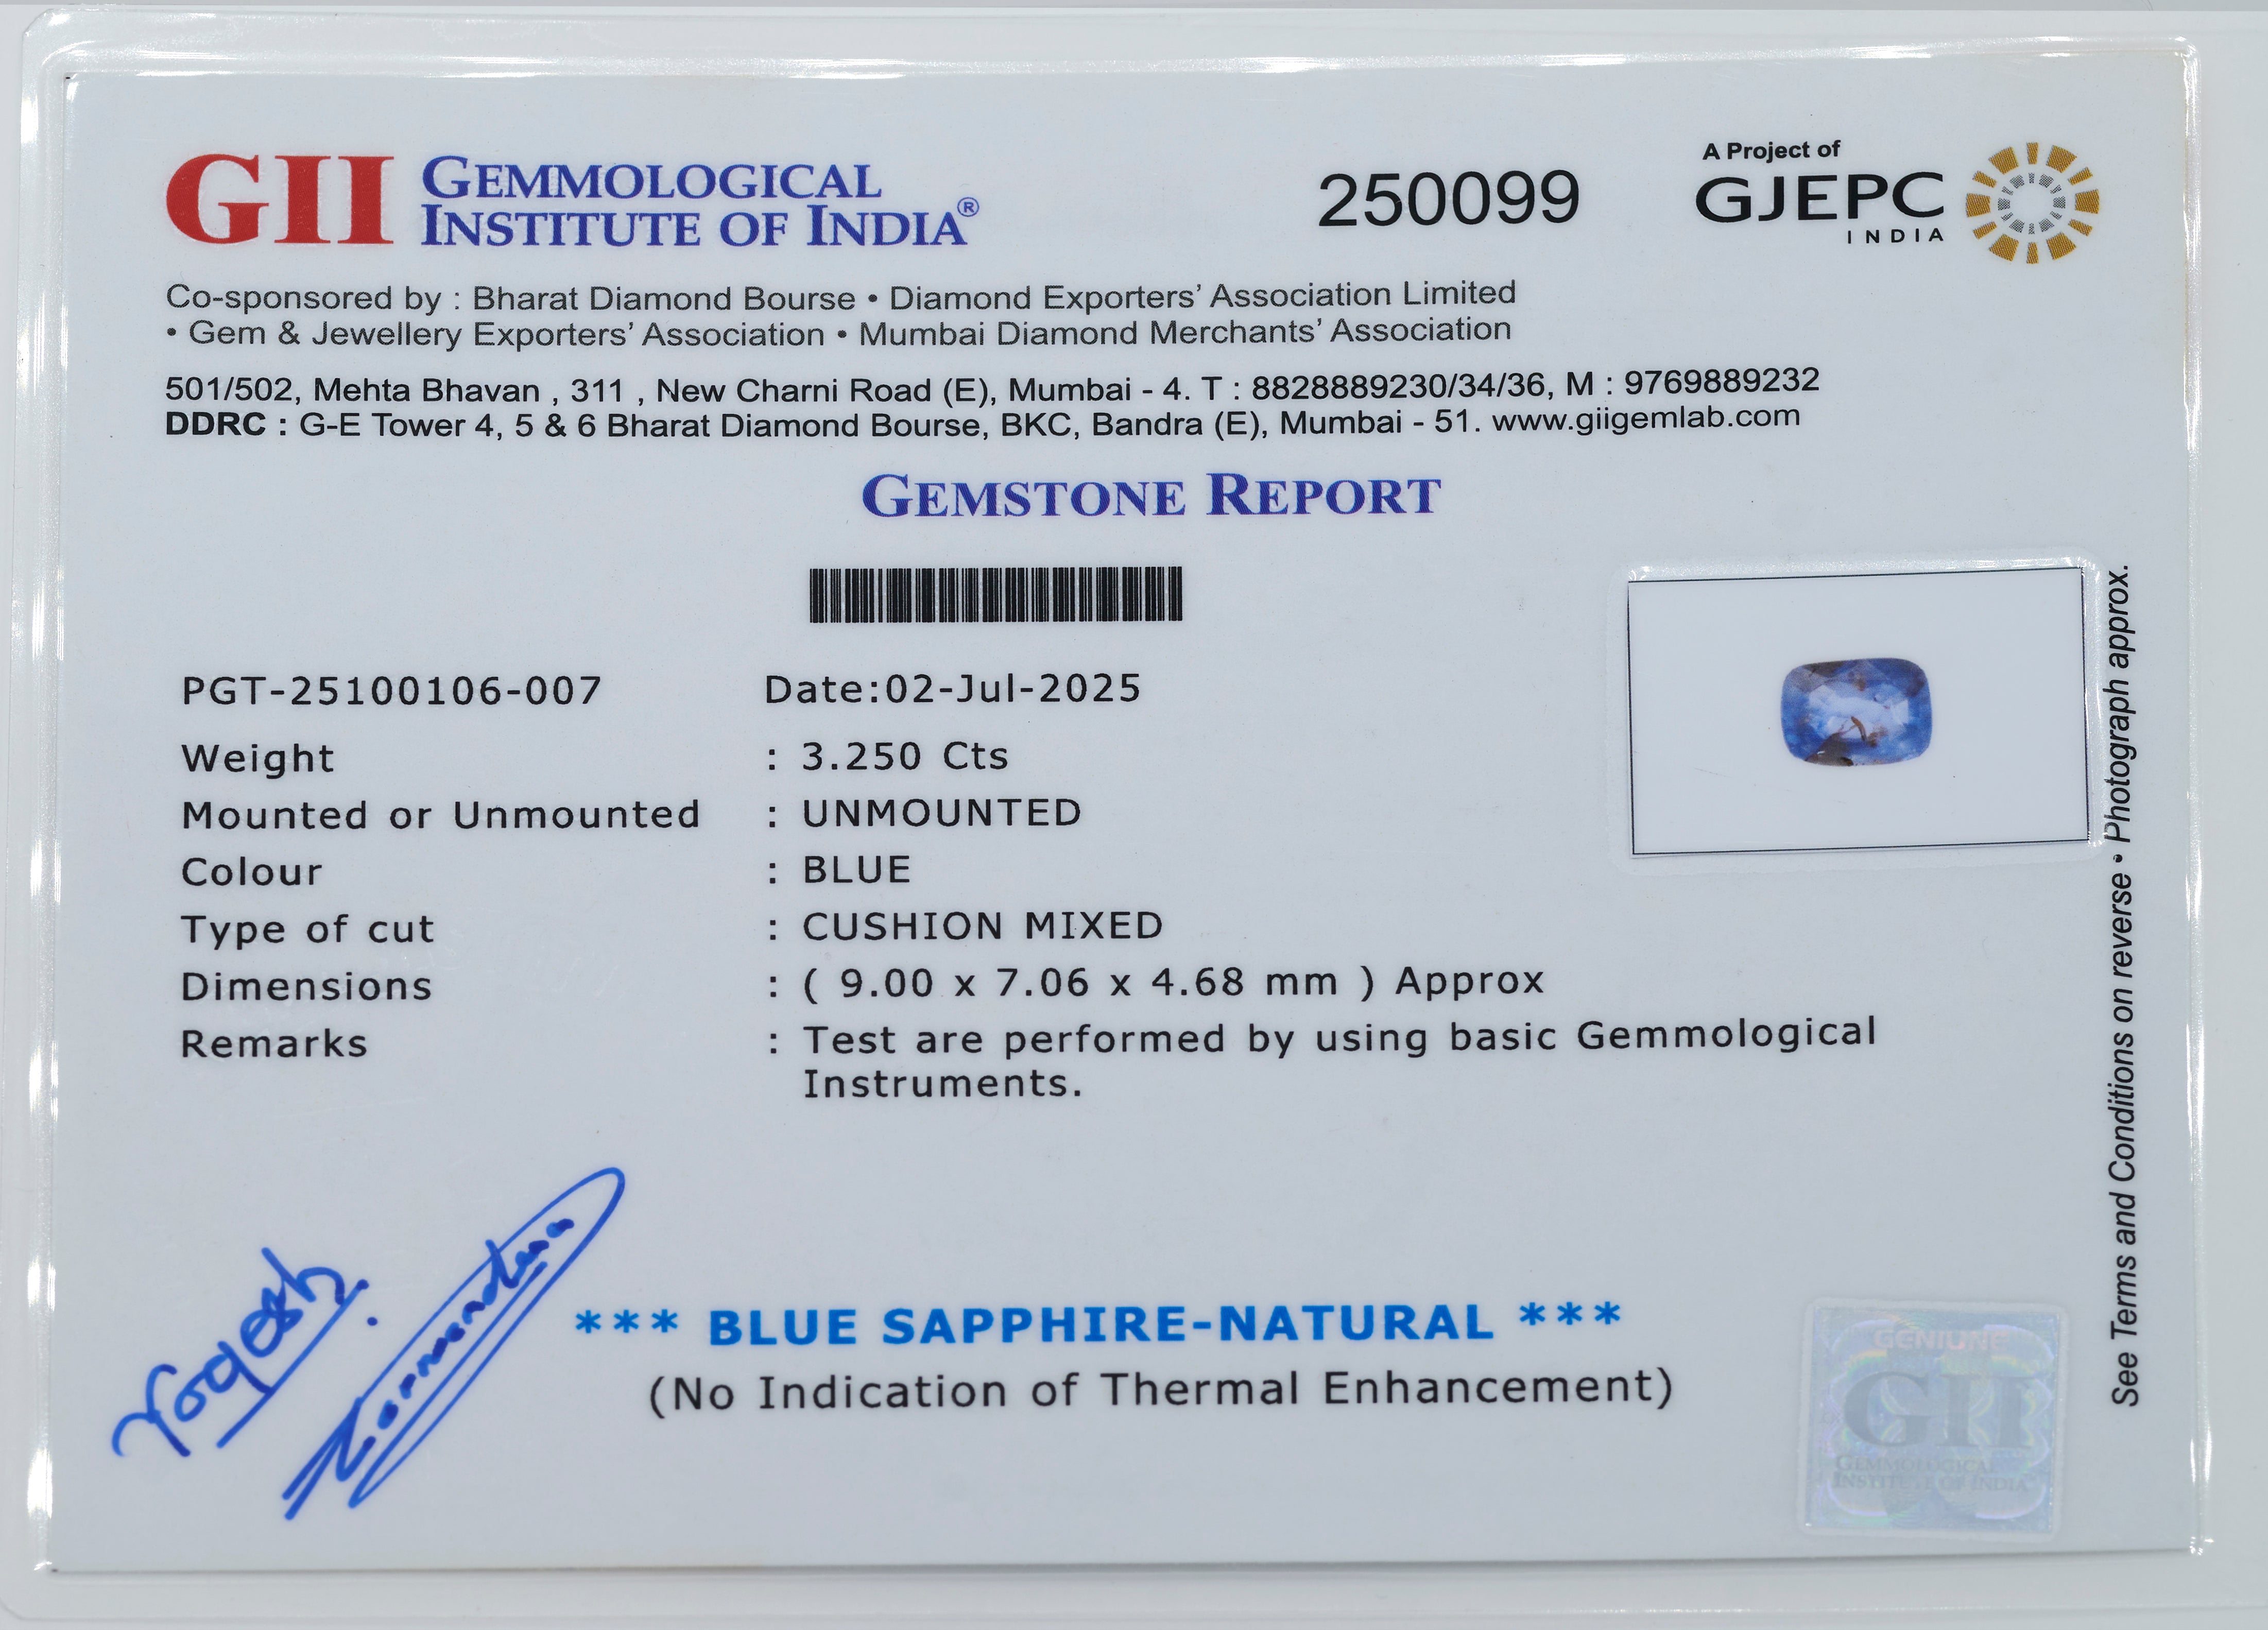 GII GEMMOLOGICAL
INSTITUTE OF INDIA®
250099
A Project of
GJEPC
INDIA
Co-sponsored by : Bharat Diamond Bourse • Diamond Exporters' Association Limited
• Gem & Jewellery Exporters' Association • Mumbai Diamond Merchants' Association
501/502, Mehta Bhavan , 311 , New Charni Road (E), Mumbai - 4. T : 8828889230/34/36, M : 9769889232
DDRC : G-E Tower 4, 5 & 6 Bharat Diamond Bourse, BKC, Bandra (E), Mumbai - 51. www.giigemlab.com
GEMSTONE REPORT
PGT-25100106-007 Date:02-Jul-2025
Weight : 3.250 Cts
Mounted or Unmounted : UNMOUNTED
Colour : BLUE
Type of cut : CUSHION MIXED
Dimensions : ( 9.00 x 7.06 x 4.68 mm ) Approx
Remarks : Test are performed by using basic Gemmological
Instruments.
Yogesh
*** BLUE SAPPHIRE-NATURAL ***
(No Indication of Thermal Enhancement)
GENIUNE
GII
GEMMOLOGICAL
INSTITUTE OF INDIA
See Terms and Conditions on reverse • Photograph approx.